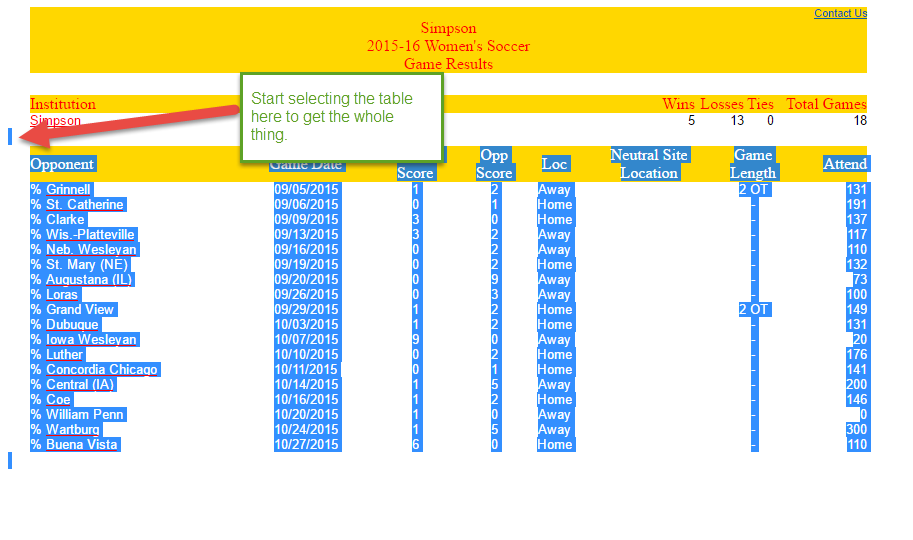 Contact Us
Simpson
2015-16 Women's Soccer
Game Results
Institution Wins Losses Ties Total Games
Simpson 5 13 0 18
Start selecting the table
here to get the whole
thing.
Opponent Game Date Score Opp Score Loc Neutral Site Location Game Length Attend
% Grinnell 09/05/2015 1 2 Away 2 OT 131
% St. Catherine 09/06/2015 0 1 Home - 191
% Clarke 09/09/2015 3 0 Home - 137
% Wis.-Platteville 09/13/2015 3 2 Away - 117
% Neb. Wesleyan 09/16/2015 0 2 Away - 110
% St. Mary (NE) 09/19/2015 0 2 Home - 132
% Augustana (IL) 09/20/2015 0 9 Away - 73
% Loras 09/26/2015 0 3 Away - 100
% Grand View 09/29/2015 1 2 Home 2 OT 149
% Dubuque 10/03/2015 1 2 Home - 131
% Iowa Wesleyan 10/07/2015 9 0 Away - 20
% Luther 10/10/2015 0 2 Home - 176
% Concordia Chicago 10/11/2015 0 1 Home - 141
% Central (IA) 10/14/2015 1 5 Away - 200
% Coe 10/16/2015 1 2 Home - 146
% William Penn 10/20/2015 1 0 Away - 0
% Wartburg 10/24/2015 1 5 Away - 300
% Buena Vista 10/27/2015 6 0 Home - 110